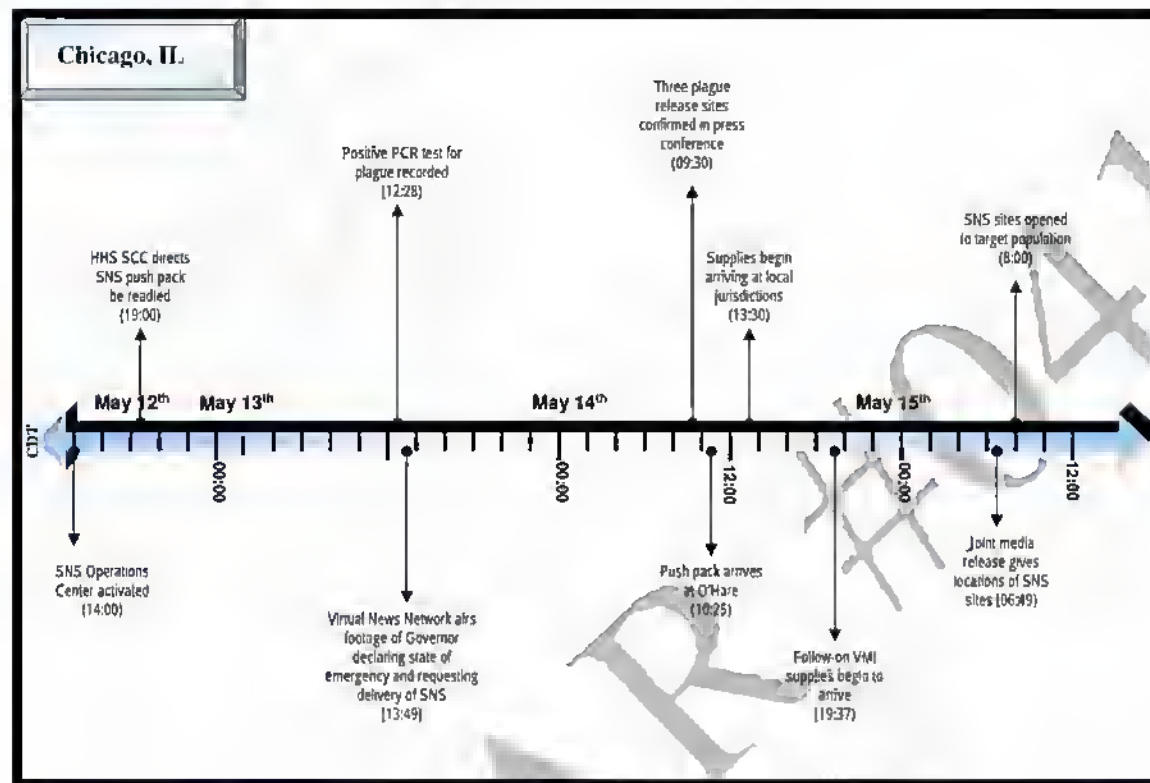 Chicago, IL
Three plague
release sites
confirmed in press
conference
(09:30)
Positive PCR test for
plague recorded
[12:28]
SNS sites opened
to target population
(8:00)
HHS SCC directs
SNS push pack
be readied
(19:00)
Supplies begin
arriving at local
jurisdictions
(13:30)
May 12th
May 13th
May 14th
May 15th
CDT
00:00
00:00
12:00
00:00
12:00
SNS Operations
Center activated
(14:00)
Virtual News Network airs
footage of Governor
declaring state of
emergency and requesting
delivery of SNS
[13:49]
Push pack arrives
at O'Hare
(10:25)
Follow-on VMI
supplies begin to
arrive
[19:37]
Joint media
release gives
locations of SNS
sites [06:49]